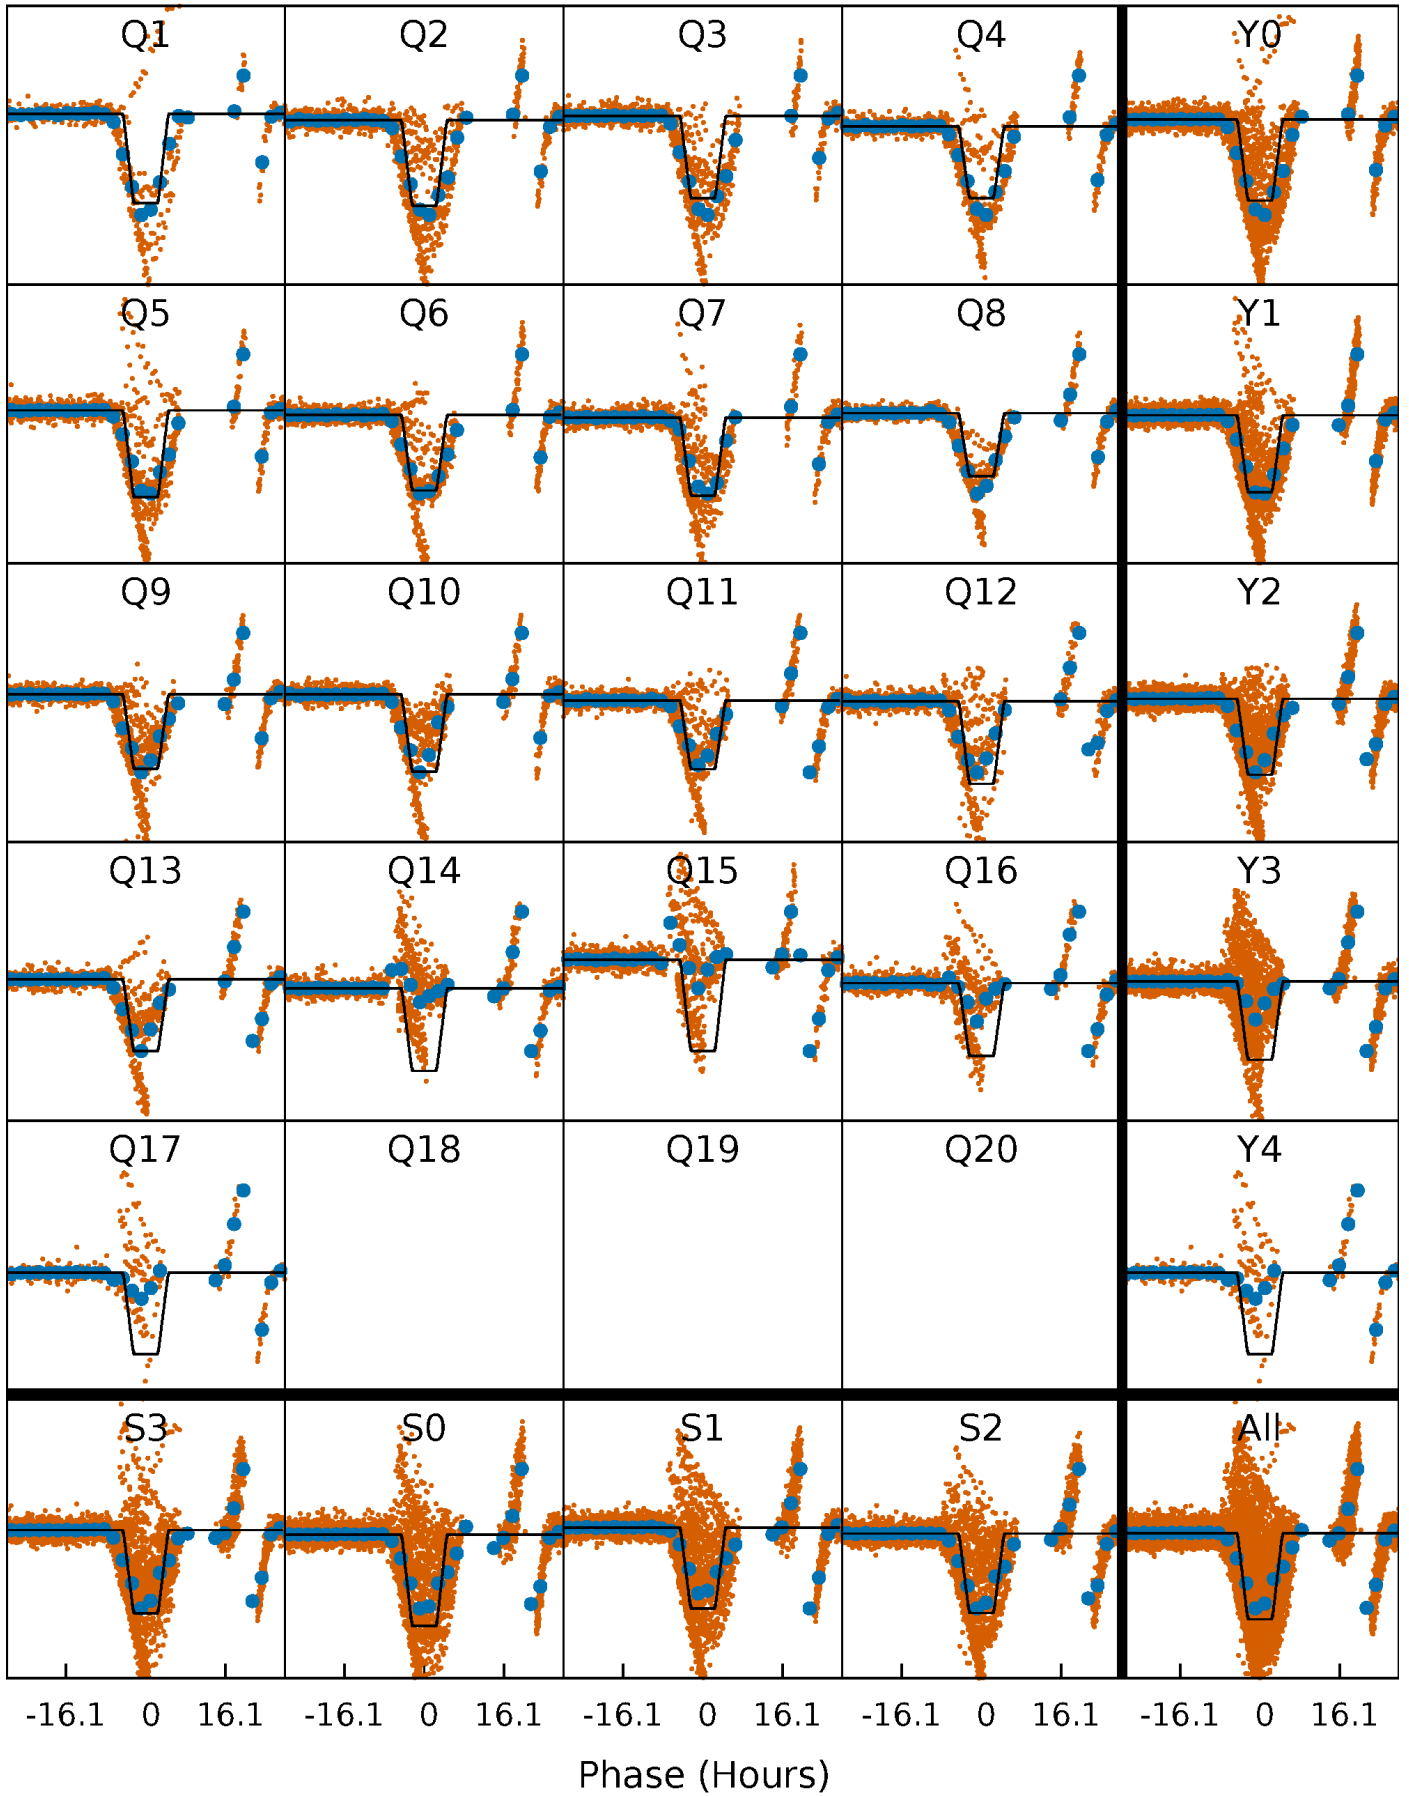 Q1 Q2 Q3 Q4 Y0
Q5 Q6 Q7 Q8 Y1
Q9 Q10 Q11 Q12 Y2
Q13 Q14 Q15 Q16 Y3
Q17 Q18 Q19 Q20 Y4
S3 S0 S1 S2 All
-16.1 0 16.1 -16.1 0 16.1 -16.1 0 16.1 -16.1 0 16.1 -16.1 0 16.1
Phase (Hours)